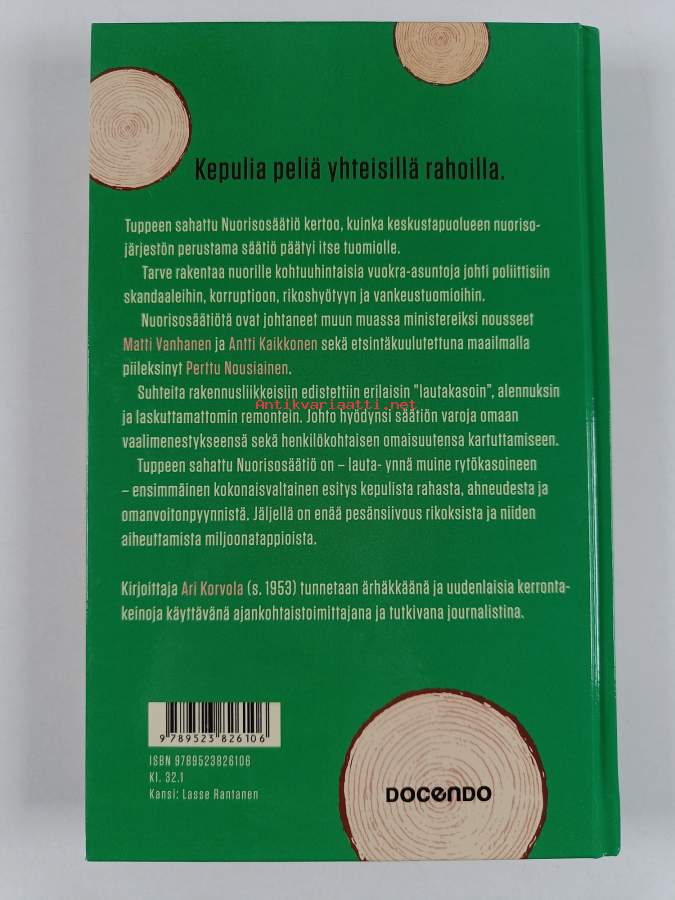 Kepulia peliä yhteisillä rahoilla.
Tuppeen sahattu Nuorisosäätiö kertoo, kuinka keskustapuolueen nuoriso-
järjestön perustama säätiö päätyi itse tuomiolle.
Tarve rakentaa nuorille kohtuuhintaisia vuokra-asuntoja johti poliittisiin
skandaaleihin, korruptioon, rikoshyötyyn ja vankeustuomioihin.
Nuorisosäätiötä ovat johtaneet muun muassa ministereiksi nousseet
Matti Vanhanen ja Antti Kaikkonen sekä etsintäkuulutettuna maailmalla
piileksinyt Perttu Nousiainen.
Suhteita rakennusliikkeisiin edistettiin erilaisin "lautakasoin", alennuksin
Antikvariaatti.net
ja laskuttamattomin remontein. Johto hyödynsi säätiön varoja omaan
vaalimenestykseensä sekä henkilökohtaisen omaisuutensa kartuttamiseen.
Tuppeen sahattu Nuorisosäätiö on – lauta- ynnä muine rytökasoineen
– ensimmäinen kokonaisvaltainen esitys kepulista rahasta, ahneudesta ja
omanvoitonpyynnistä. Jäljellä on enää pesänsiivous rikoksista ja niiden
aiheuttamista miljoonatappioista.
Kirjoittaja Ari Korvola (s. 1953) tunnetaan ärhäkkäänä ja uudenlaisia kerronta-
keinoja käyttävänä ajankohtaistoimittajana ja tutkivana journalistina.
9 789523 826106
ISBN 9789523826106
Kl. 32.1
Kansi: Lasse Rantanen
DOCENDO